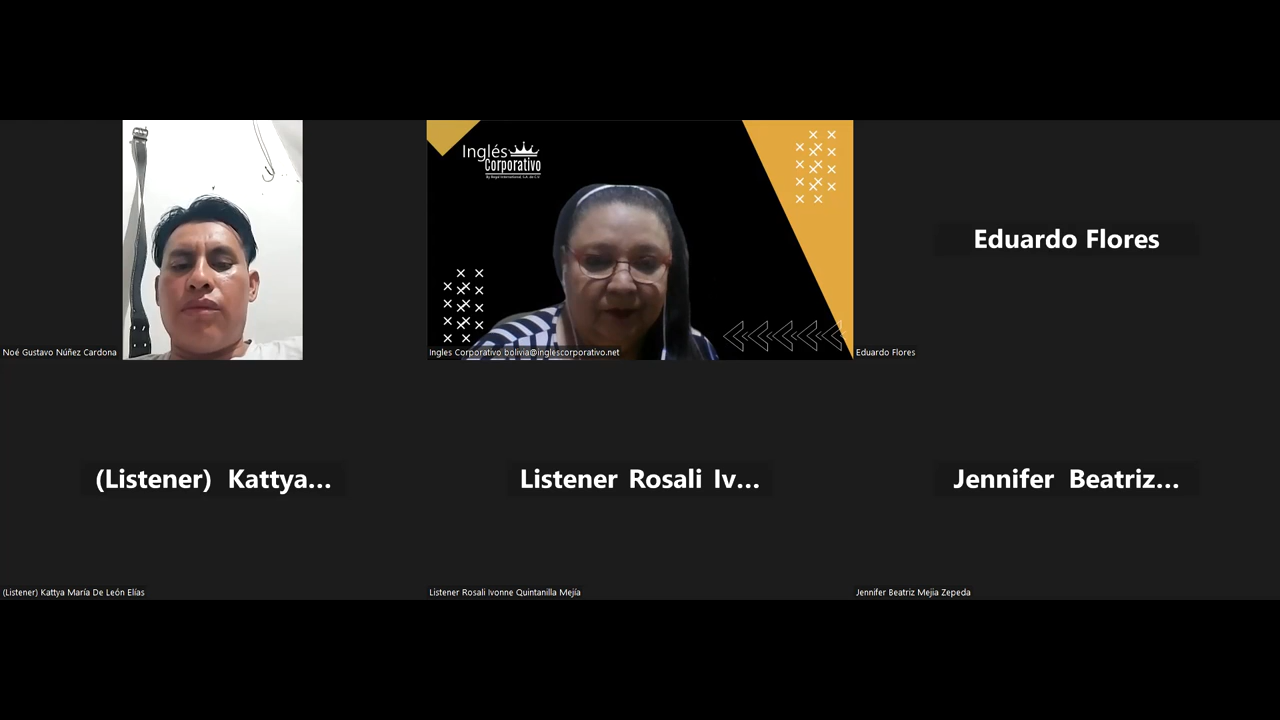 Inglés
Corporativo
Noé Gustavo Núñez Cardona
Ingles Corporativo bolivia@inglescorporativo.net
Eduardo Flores
Eduardo Flores
(Listener) Kattya...
Listener Rosali Iv...
Jennifer Beatriz...
(Listener) Kattya María De León Elías
Listener Rosali Ivonne Quintanilla Mejía
Jennifer Beatriz Mejia Zepeda